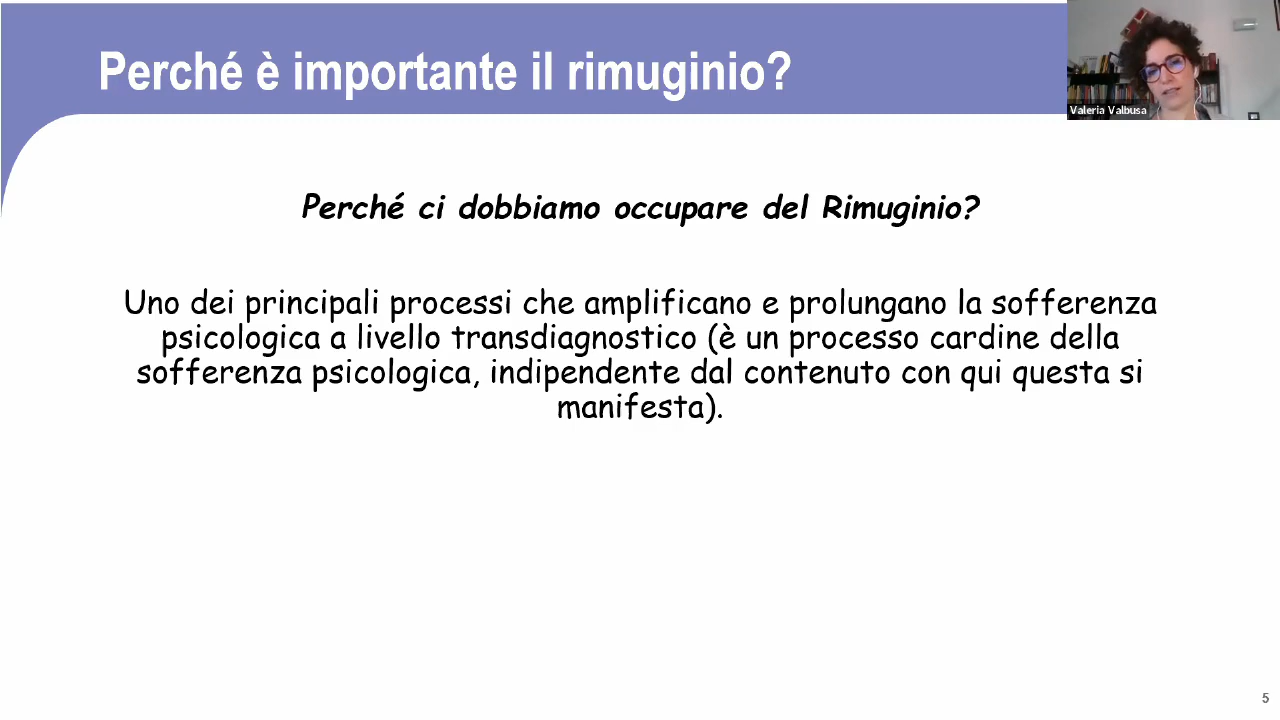 Perché è importante il rimuginio?
Valeria Valbusa
Perché ci dobbiamo occupare del Rimuginio?
Uno dei principali processi che amplificano e prolungano la sofferenza
psicologica a livello transdiagnostico (è un processo cardine della
sofferenza psicologica, indipendente dal contenuto con qui questa si
manifesta).
5